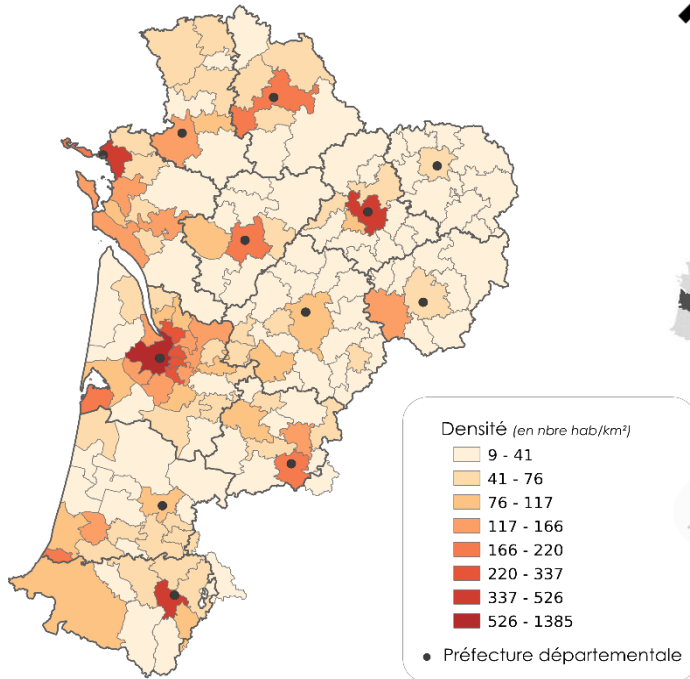 Densité (en nbre hab/km²)
9 - 41
41 - 76
76 - 117
117 - 166
166 - 220
220 - 337
337 - 526
526 - 1385
Préfecture départementale